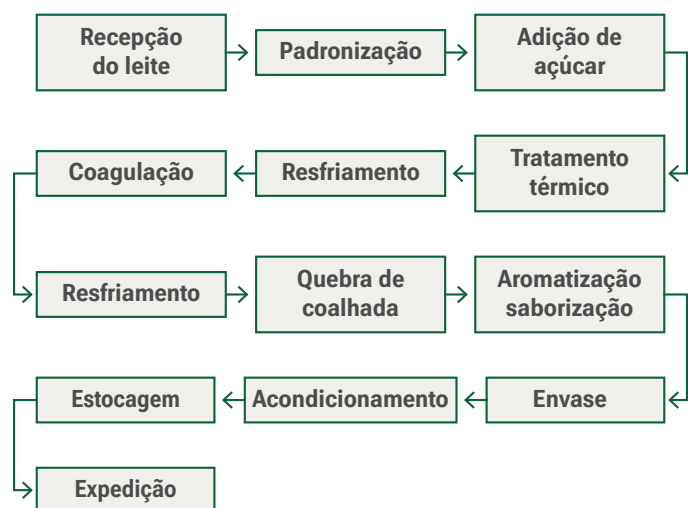 Recepção
do leite
Padronização
Adição de
açúcar
Tratamento
térmico
Resfriamento
Coagulação
Resfriamento
Quebra de
coalhada
Aromatização
saborização
Envase
Acondicionamento
Estocagem
Expedição